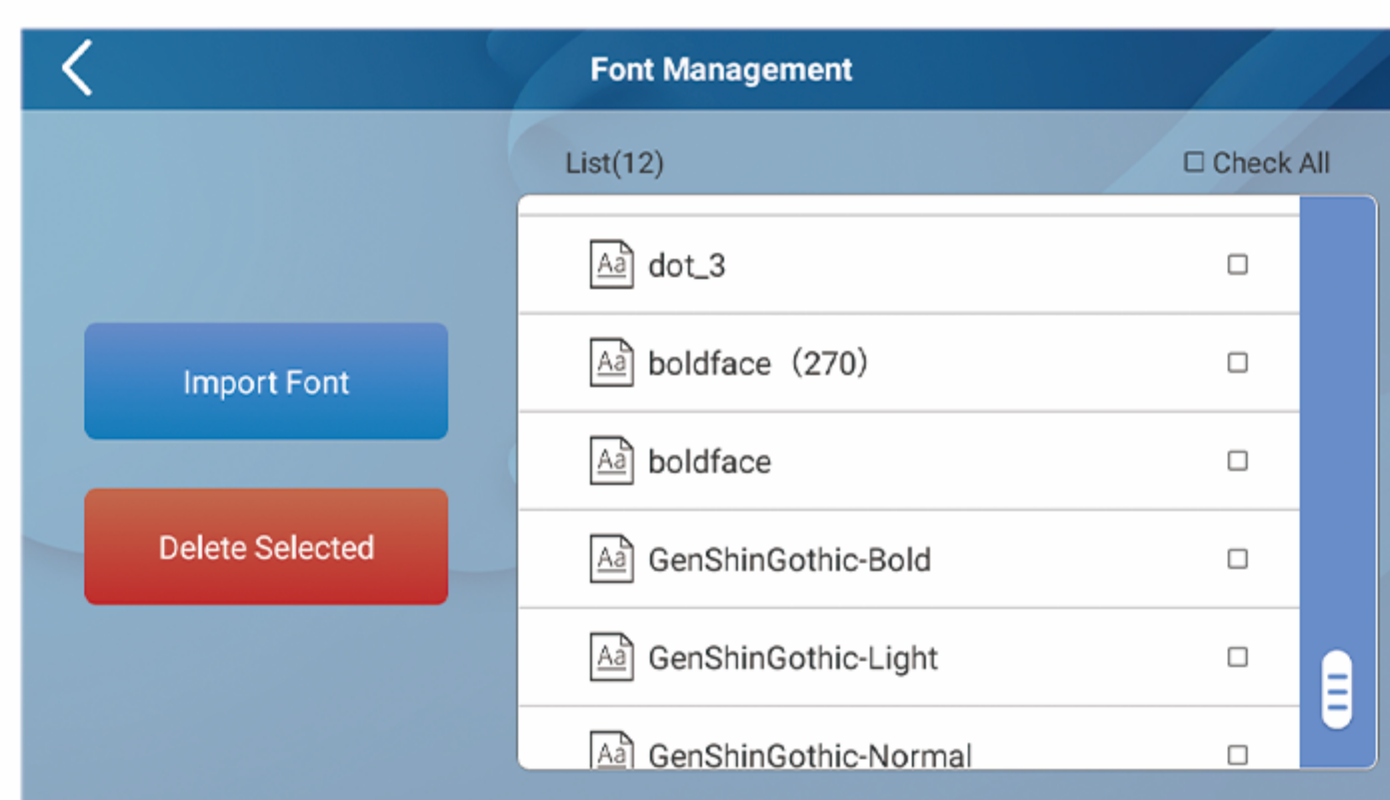 Font Management
List(12)
Check All
dot_3
boldface（270）
boldface
GenShinGothic-Bold
GenShinGothic-Light
GenShinGothic-Normal
Import Font
Delete Selected